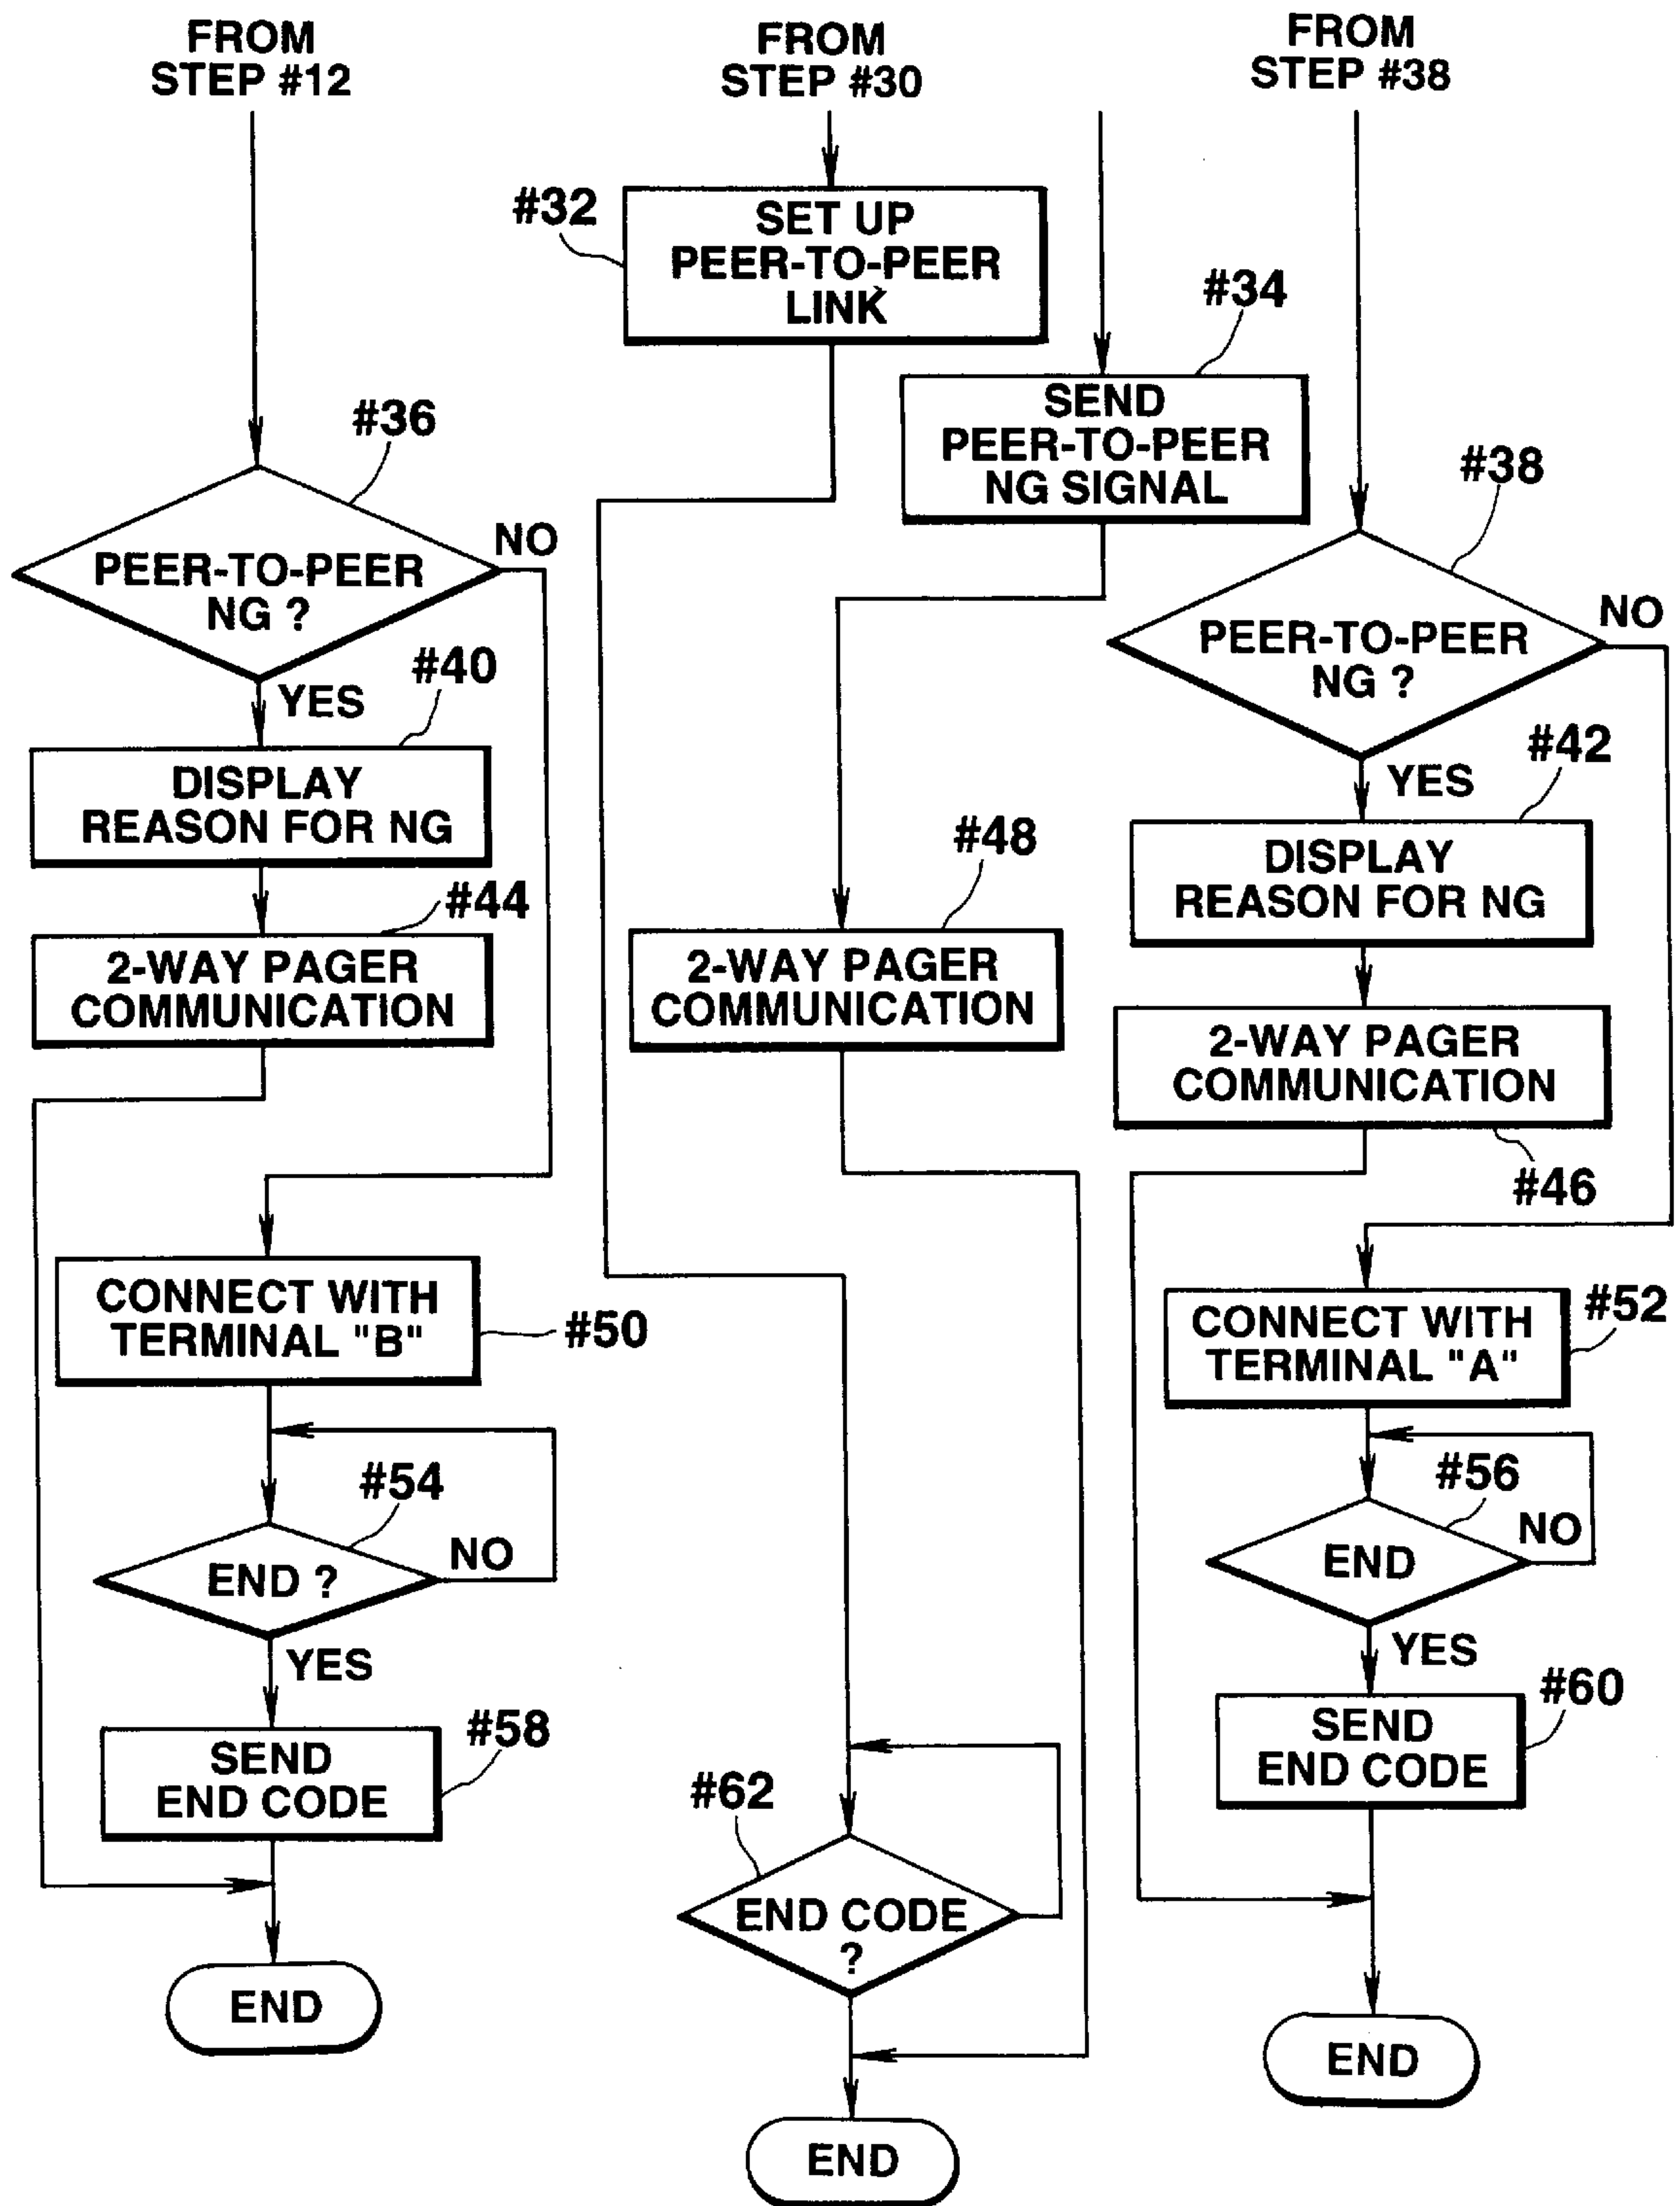 FROM
STEP #12
FROM
STEP #30
FROM
STEP #38
#32
SET UP
PEER-TO-PEER
LINK
#34
SEND
PEER-TO-PEER
NG SIGNAL
#36
PEER-TO-PEER
NG ?
NO
YES
#38
PEER-TO-PEER
NG ?
NO
YES
#40
DISPLAY
REASON FOR NG
#42
DISPLAY
REASON FOR NG
#44
2-WAY PAGER
COMMUNICATION
#48
2-WAY PAGER
COMMUNICATION
2-WAY PAGER
COMMUNICATION
#46
CONNECT WITH
TERMINAL "B"
#50
CONNECT WITH
TERMINAL "A"
#52
#54
END ?
NO
YES
#56
END
NO
YES
#58
SEND
END CODE
#60
SEND
END CODE
#62
END CODE
?
END
END
END